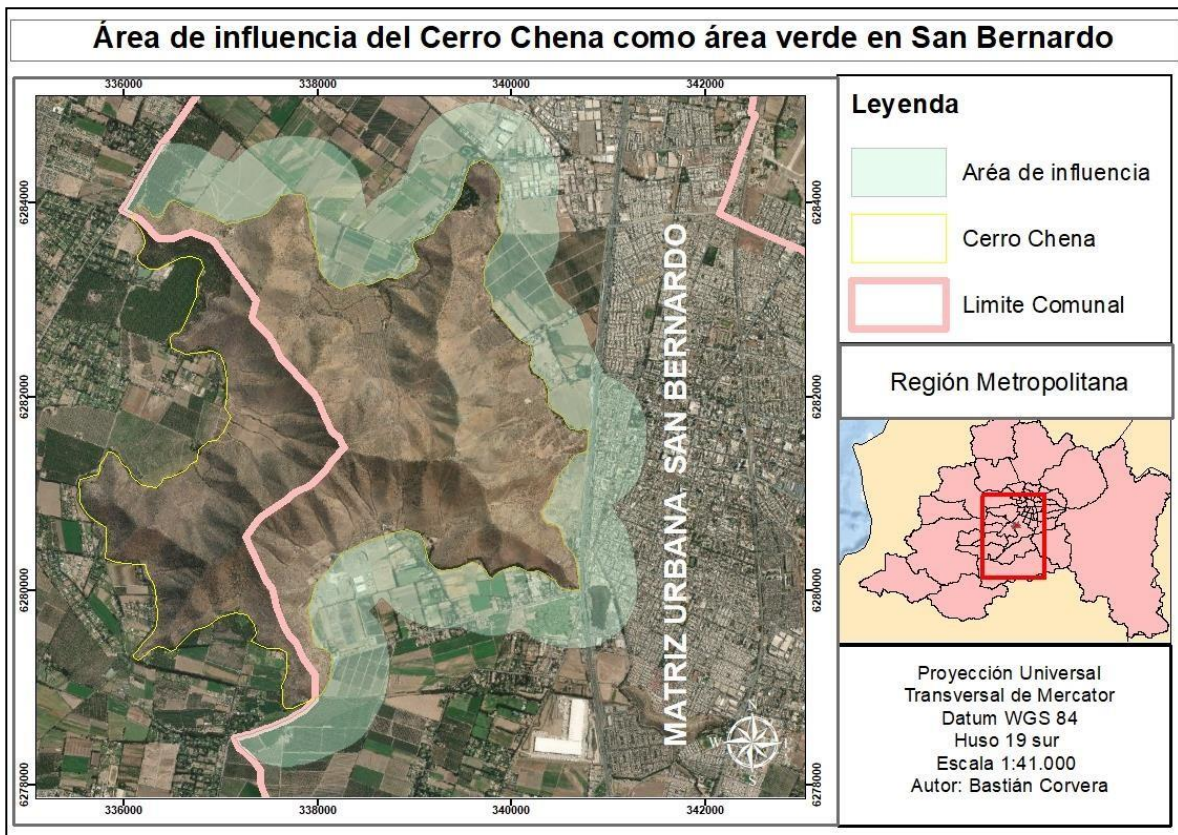 Área de influencia del Cerro Chena como área verde en San Bernardo
336000
338000
340000
342000
6284000
6282000
6280000
6278000
6284000
6282000
6280000
6278000
MATRIZ URBANA. SAN BERNARDO
336000
338000
340000
342000
Leyenda
Aréa de influencia
Cerro Chena
Limite Comunal
Región Metropolitana
Proyección Universal
Transversal de Mercator
Datum WGS 84
Huso 19 sur
Escala 1:41.000
Autor: Bastián Corvera